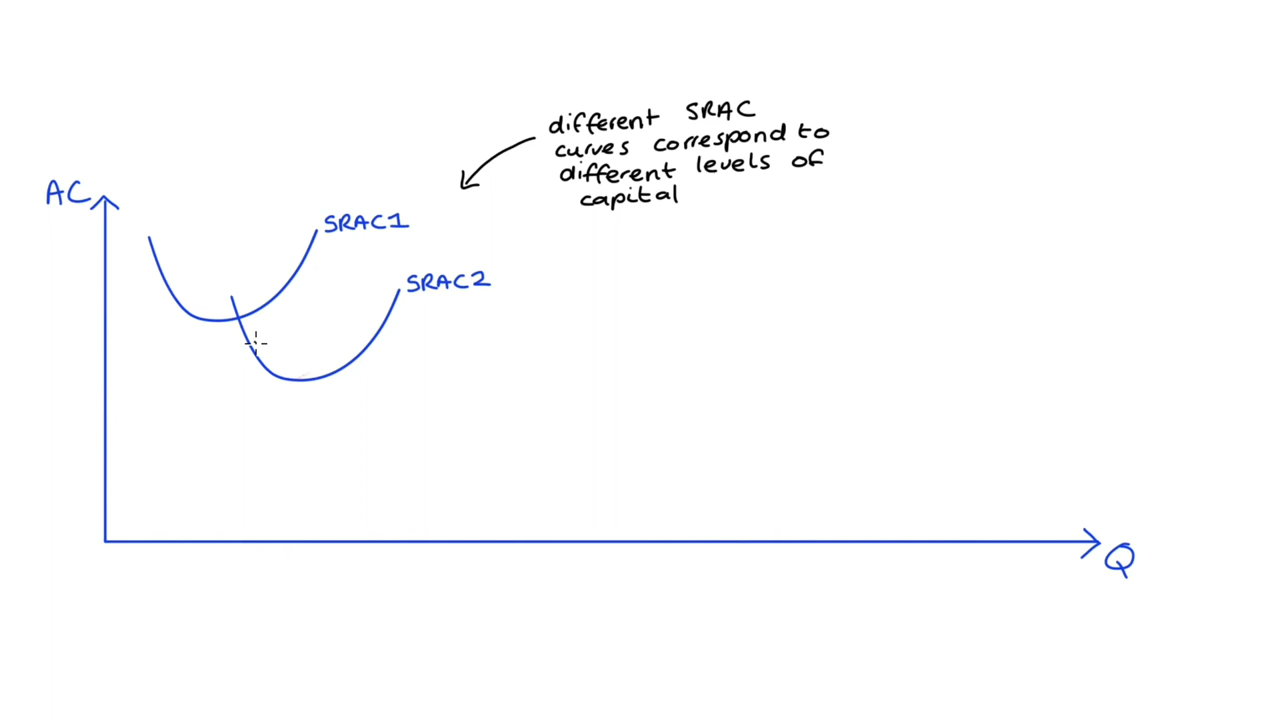 different SRAC
curves correspond to
different levels of
capital
AC
SRAC1
SRAC2
Q